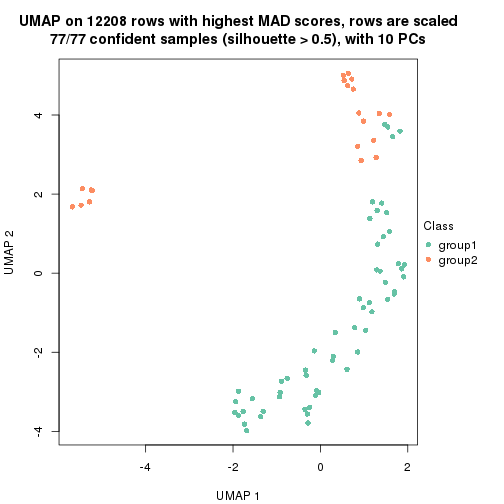 UMAP on 12208 rows with highest MAD scores, rows are scaled
77/77 confident samples (silhouette > 0.5), with 10 PCs
UMAP 2
4
2
0
-2
-4
-4
-2
0
2
UMAP 1
Class
group1
group2